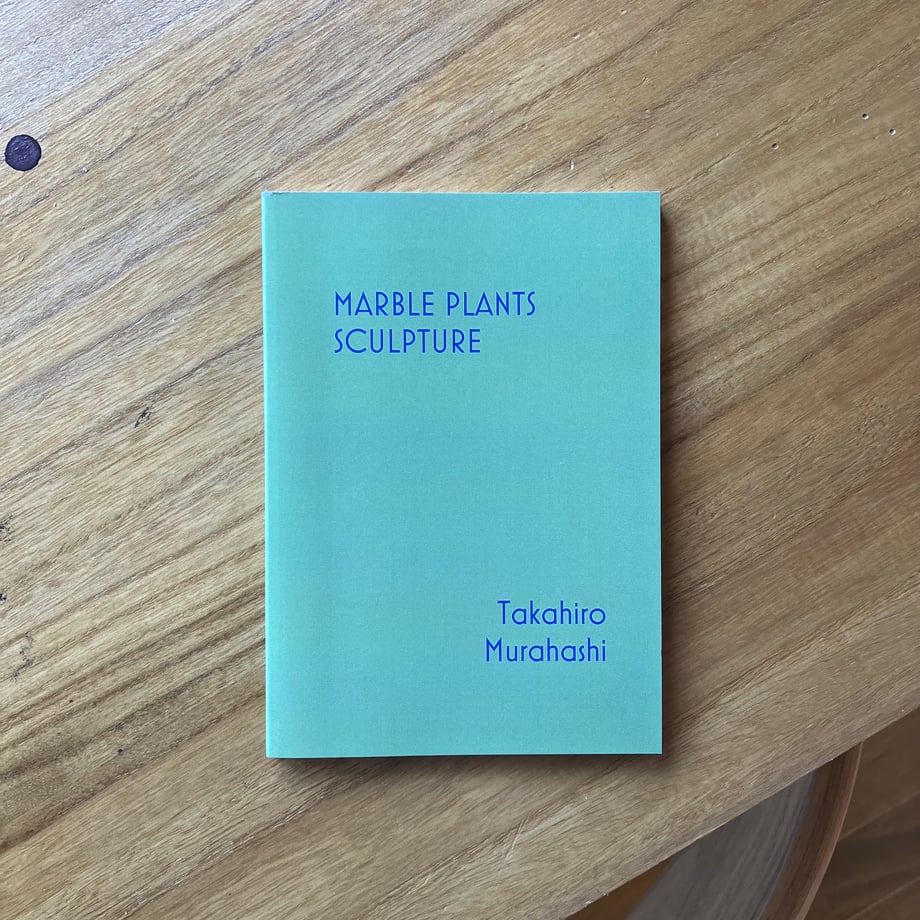 MARBLE PLANTS
SCULPTURE
Takahiro
Murahashi